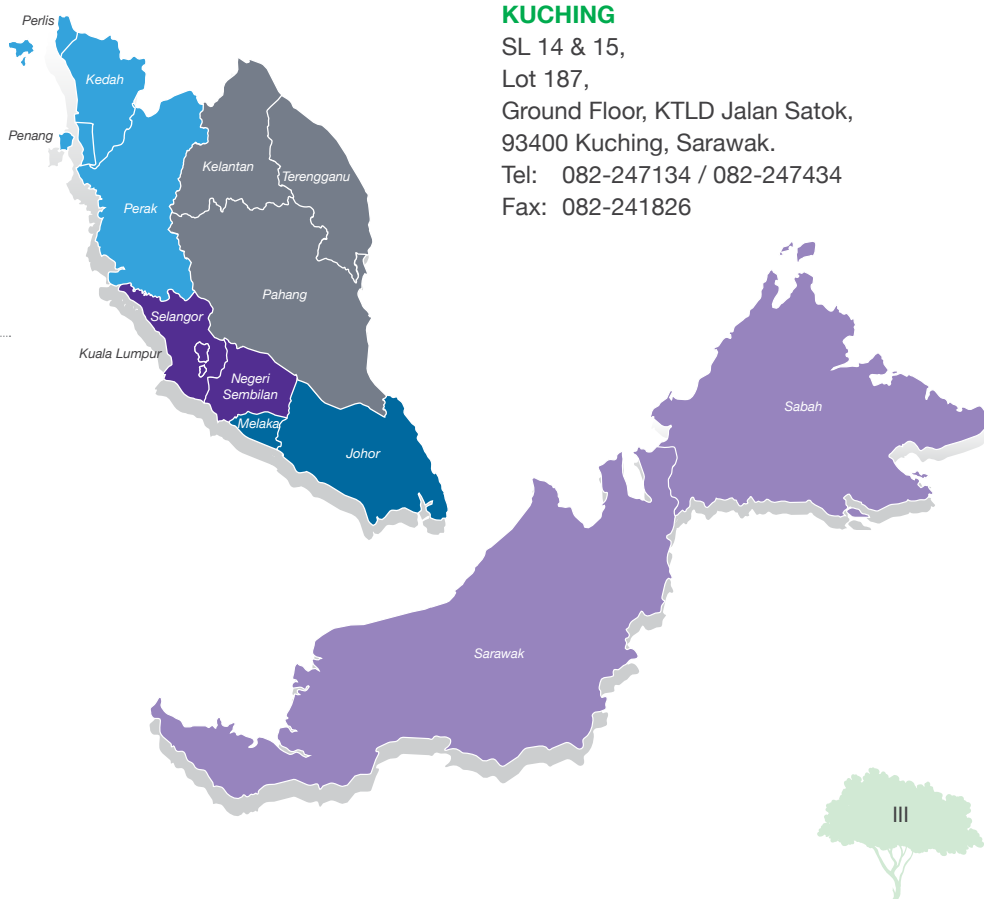 KUCHING
SL 14 & 15,
Lot 187,
Ground Floor, KTLD Jalan Satok,
93400 Kuching, Sarawak.
Tel: 082-247134 / 082-247434
Fax: 082-241826
Perlis
Kedah
Penang
Kelantan
Terengganu
Perak
Pahang
Selangor
Kuala Lumpur
Negeri
Sembilan
Melaka
Johor
Sabah
Sarawak
III